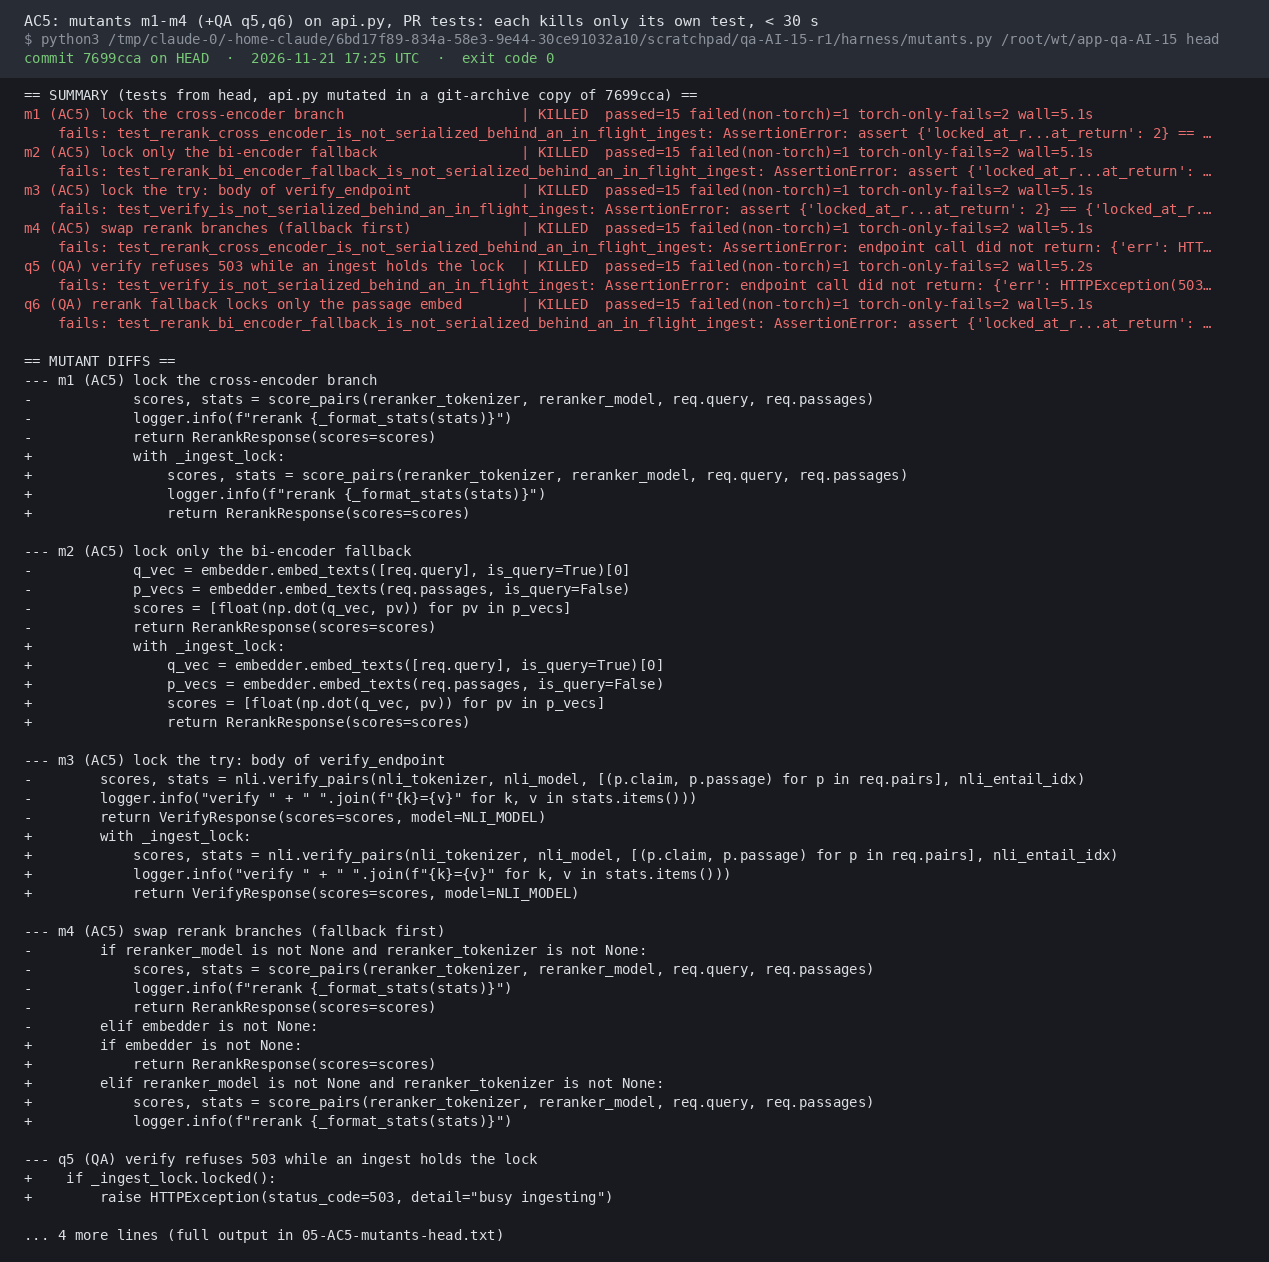 AC5: mutants m1-m4 (+QA q5,q6) on api.py, PR tests: each kills only its own test, < 30 s
$ python3 /tmp/claude-0/-home-claude/6bd17f89-834a-58e3-9e44-30ce91032a10/scratchpad/qa-AI-15-r1/harness/mutants.py /root/wt/app-qa-AI-15 head
commit 7699cca on HEAD  ·  2026-11-21 17:25 UTC  ·  exit code 0
== SUMMARY (tests from head, api.py mutated in a git-archive copy of 7699cca) ==
m1 (AC5) lock the cross-encoder branch                     | KILLED  passed=15 failed(non-torch)=1 torch-only-fails=2 wall=5.1s
    fails: test_rerank_cross_encoder_is_not_serialized_behind_an_in_flight_ingest: AssertionError: assert {'locked_at_r...at_return': 2} == …
m2 (AC5) lock only the bi-encoder fallback                 | KILLED  passed=15 failed(non-torch)=1 torch-only-fails=2 wall=5.1s
    fails: test_rerank_bi_encoder_fallback_is_not_serialized_behind_an_in_flight_ingest: AssertionError: assert {'locked_at_r...at_return': …
m3 (AC5) lock the try: body of verify_endpoint             | KILLED  passed=15 failed(non-torch)=1 torch-only-fails=2 wall=5.1s
    fails: test_verify_is_not_serialized_behind_an_in_flight_ingest: AssertionError: assert {'locked_at_r...at_return': 2} == {'locked_at_r.…
m4 (AC5) swap rerank branches (fallback first)             | KILLED  passed=15 failed(non-torch)=1 torch-only-fails=2 wall=5.1s
    fails: test_rerank_cross_encoder_is_not_serialized_behind_an_in_flight_ingest: AssertionError: endpoint call did not return: {'err': HTT…
q5 (QA) verify refuses 503 while an ingest holds the lock  | KILLED  passed=15 failed(non-torch)=1 torch-only-fails=2 wall=5.2s
    fails: test_verify_is_not_serialized_behind_an_in_flight_ingest: AssertionError: endpoint call did not return: {'err': HTTPException(503…
q6 (QA) rerank fallback locks only the passage embed       | KILLED  passed=15 failed(non-torch)=1 torch-only-fails=2 wall=5.1s
    fails: test_rerank_bi_encoder_fallback_is_not_serialized_behind_an_in_flight_ingest: AssertionError: assert {'locked_at_r...at_return': …
== MUTANT DIFFS ==
--- m1 (AC5) lock the cross-encoder branch
-            scores, stats = score_pairs(reranker_tokenizer, reranker_model, req.query, req.passages)
-            logger.info(f"rerank {_format_stats(stats)}")
-            return RerankResponse(scores=scores)
+            with _ingest_lock:
+                scores, stats = score_pairs(reranker_tokenizer, reranker_model, req.query, req.passages)
+                logger.info(f"rerank {_format_stats(stats)}")
+                return RerankResponse(scores=scores)
--- m2 (AC5) lock only the bi-encoder fallback
-            q_vec = embedder.embed_texts([req.query], is_query=True)[0]
-            p_vecs = embedder.embed_texts(req.passages, is_query=False)
-            scores = [float(np.dot(q_vec, pv)) for pv in p_vecs]
-            return RerankResponse(scores=scores)
+            with _ingest_lock:
+                q_vec = embedder.embed_texts([req.query], is_query=True)[0]
+                p_vecs = embedder.embed_texts(req.passages, is_query=False)
+                scores = [float(np.dot(q_vec, pv)) for pv in p_vecs]
+                return RerankResponse(scores=scores)
--- m3 (AC5) lock the try: body of verify_endpoint
-        scores, stats = nli.verify_pairs(nli_tokenizer, nli_model, [(p.claim, p.passage) for p in req.pairs], nli_entail_idx)
-        logger.info("verify " + " ".join(f"{k}={v}" for k, v in stats.items()))
-        return VerifyResponse(scores=scores, model=NLI_MODEL)
+        with _ingest_lock:
+            scores, stats = nli.verify_pairs(nli_tokenizer, nli_model, [(p.claim, p.passage) for p in req.pairs], nli_entail_idx)
+            logger.info("verify " + " ".join(f"{k}={v}" for k, v in stats.items()))
+            return VerifyResponse(scores=scores, model=NLI_MODEL)
--- m4 (AC5) swap rerank branches (fallback first)
-        if reranker_model is not None and reranker_tokenizer is not None:
-            scores, stats = score_pairs(reranker_tokenizer, reranker_model, req.query, req.passages)
-            logger.info(f"rerank {_format_stats(stats)}")
-            return RerankResponse(scores=scores)
-        elif embedder is not None:
+        if embedder is not None:
+            return RerankResponse(scores=scores)
+        elif reranker_model is not None and reranker_tokenizer is not None:
+            scores, stats = score_pairs(reranker_tokenizer, reranker_model, req.query, req.passages)
+            logger.info(f"rerank {_format_stats(stats)}")
--- q5 (QA) verify refuses 503 while an ingest holds the lock
+    if _ingest_lock.locked():
+        raise HTTPException(status_code=503, detail="busy ingesting")
... 4 more lines (full output in 05-AC5-mutants-head.txt)